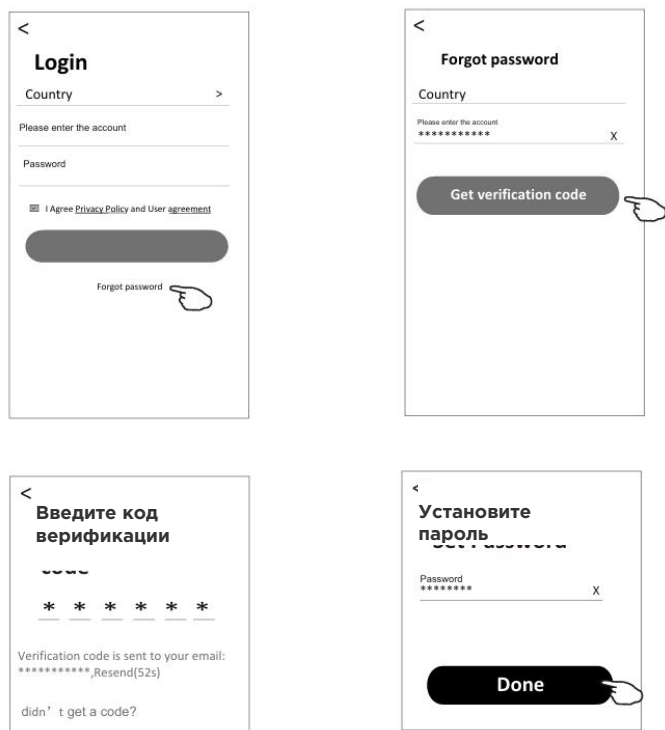 <
Login
Country >
Please enter the account
Password
I Agree Privacy Policy and User agreement
Forgot password
<
Forgot password
Country
Please enter the account
*********** X
Get verification code
<
Введите код
верификации
* * * * * *
Verification code is sent to your email:
***********,Resend(52s)
didn’t get a code?
<
Установите
пароль
Password
******** X
Done